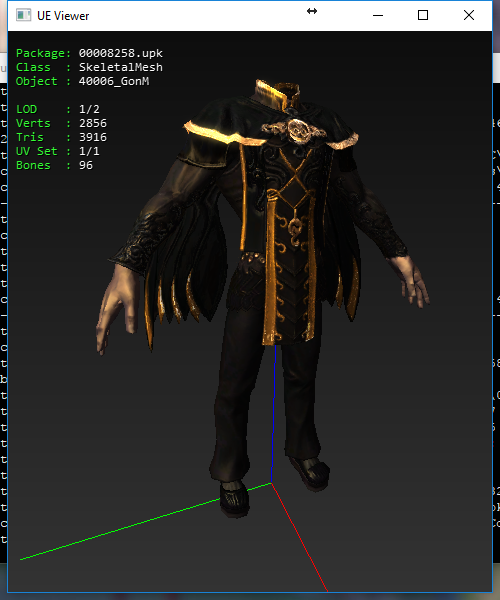 UE Viewer
Package: 00008258.upk
Class : SkeletalMesh
Object : 40006_GonM
LOD : 1/2
Verts : 2856
Tris : 3916
UV Set : 1/1
Bones : 96